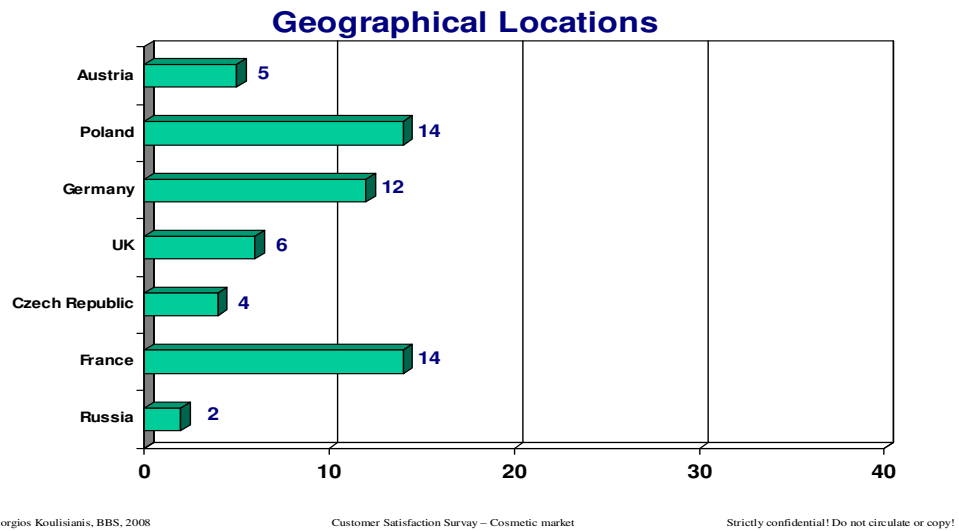 Geographical Locations
Austria 5
Poland 14
Germany 12
UK 6
Czech Republic 4
France 14
Russia 2
0 10 20 30 40
orgios Koulisianis, BBS, 2008 Customer Satisfaction Survay – Cosmetic market Strictly confidential! Do not circulate or copy!